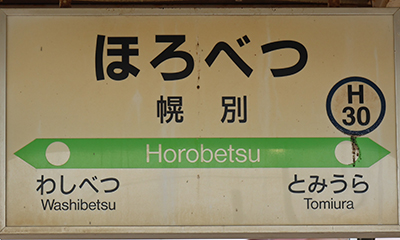 ほろべつ
幌別
H
30
Horobetsu
わしべつ とみうら
Washibetsu Tomiura